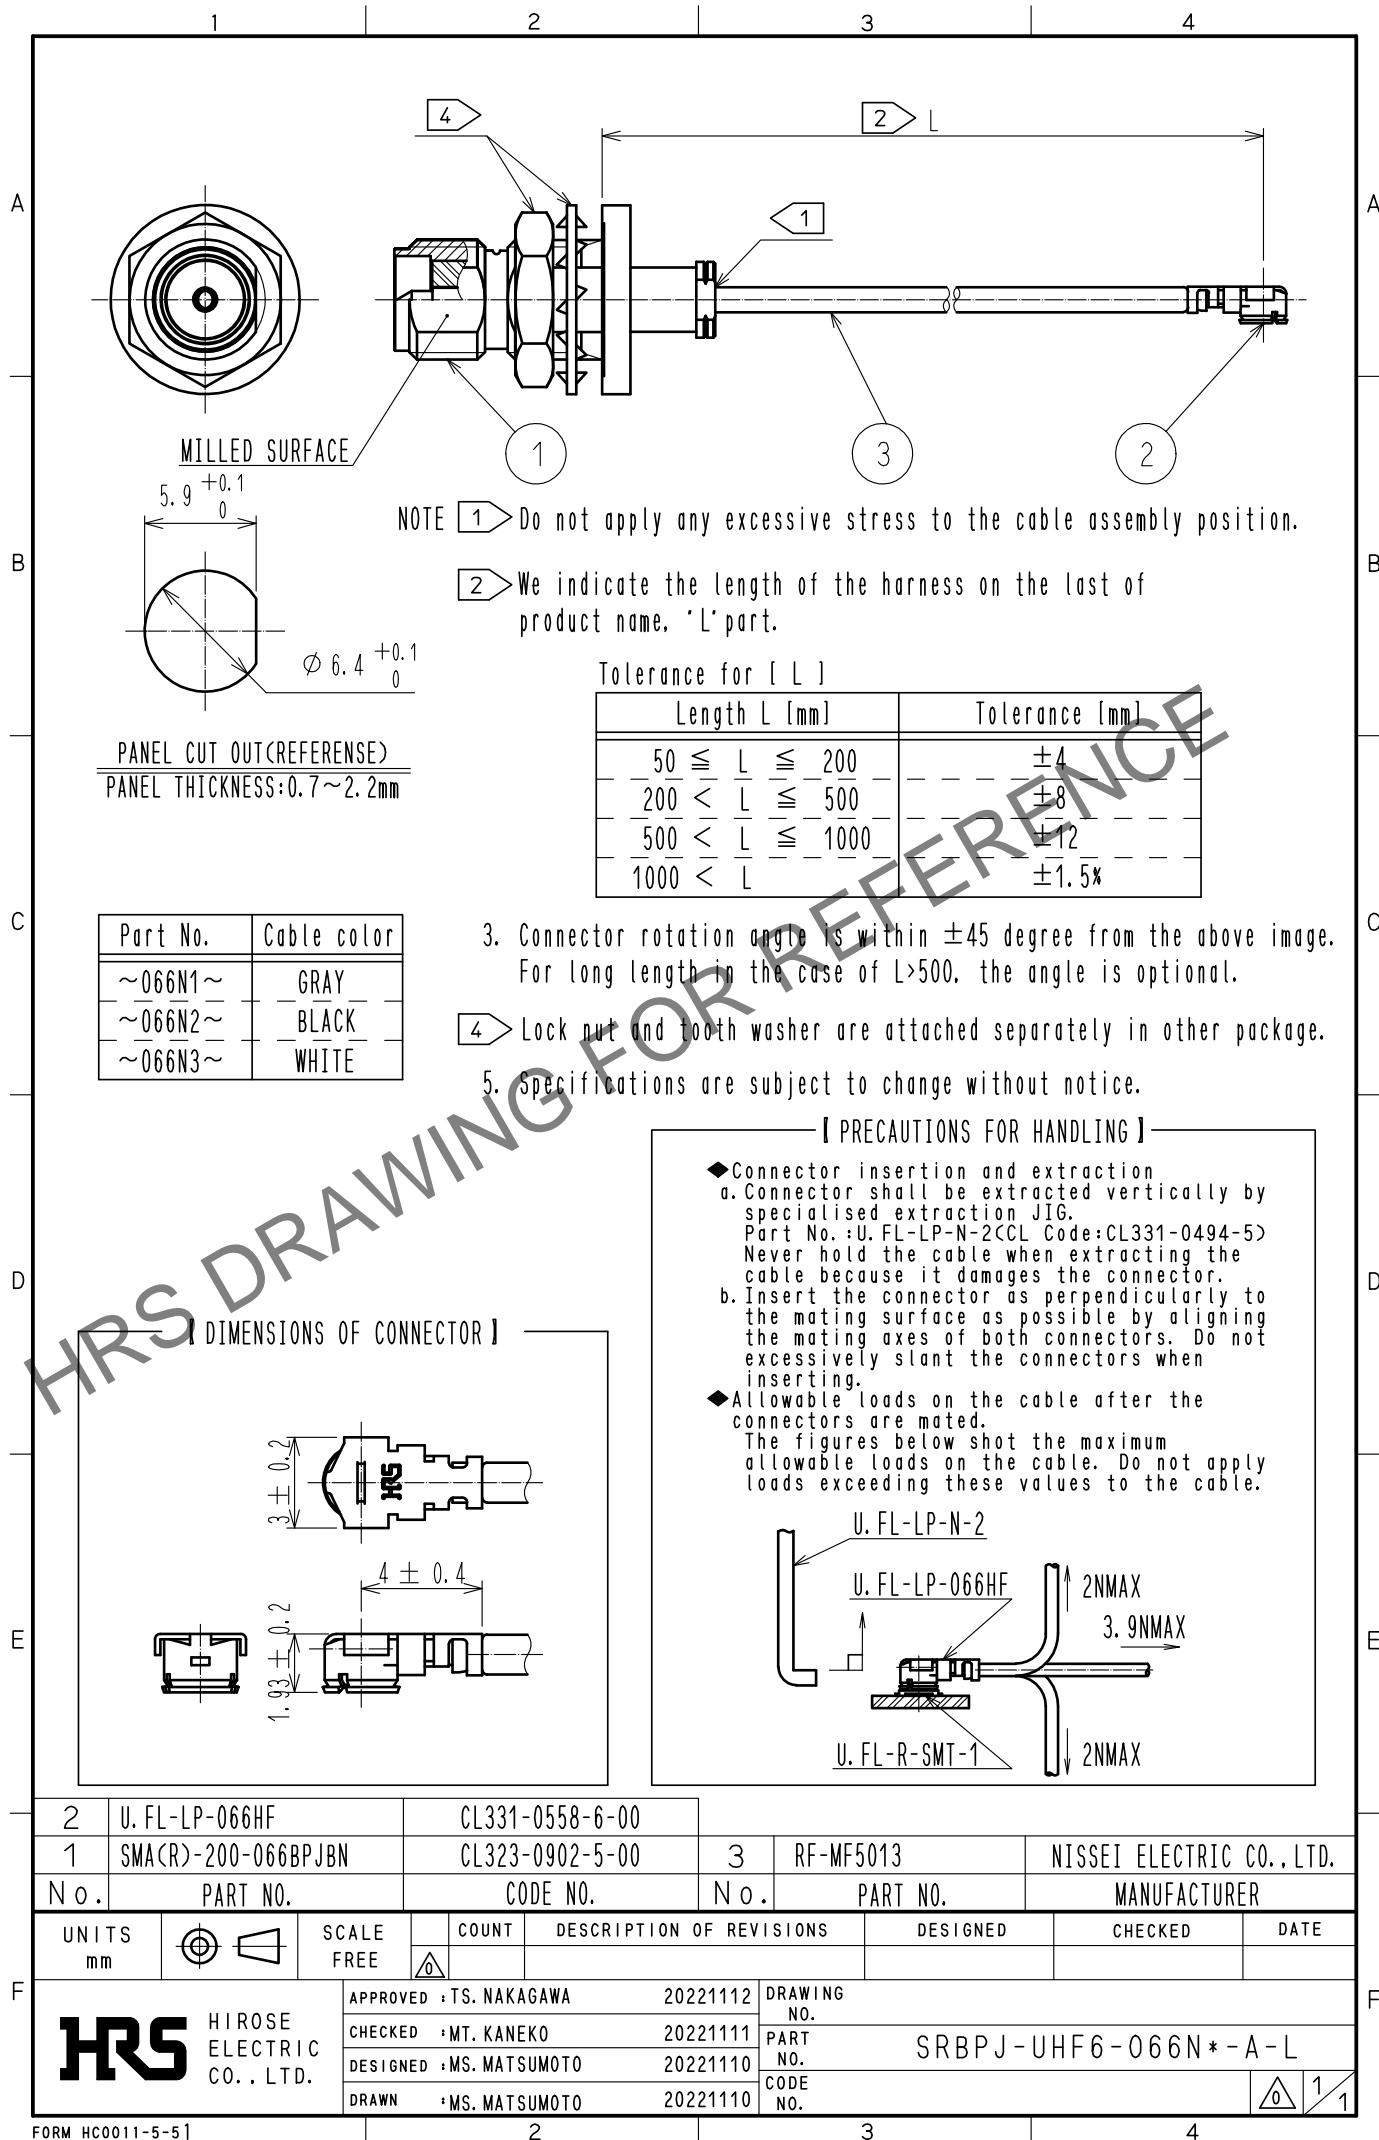 1 2 3 4
A A
4
2 L
1
MILLED SURFACE
1 3 2
5.9 +0.1 0
B B
NOTE 1 Do not apply any excessive stress to the cable assembly position.
2 We indicate the length of the harness on the last of
product name. "L" part.
Ø6.4 +0.1 0
PANEL CUT OUT(REFERENSE)
PANEL THICKNESS:0.7~2.2mm
Tolerance for [ L ]
Length L [mm] Tolerance [mm]
50 ≦ L ≦ 200 ±4
200 < L ≦ 500 ±8
500 < L ≦ 1000 ±12
1000 < L ±1.5%
C C
Part No. Cable color
~066N1~ GRAY
~066N2~ BLACK
~066N3~ WHITE
3. Connector rotation angle is within ±45 degree from the above image.
For long length in the case of L>500, the angle is optional.
4 Lock nut and tooth washer are attached separately in other package.
5. Specifications are subject to change without notice.
HRS DRAWING FOR REFERENCE
D D
【 PRECAUTIONS FOR HANDLING 】
◆Connector insertion and extraction
a. Connector shall be extracted vertically by
specialised extraction JIG.
Part No.:U.FL-LP-N-2(CL Code:CL331-0494-5)
Never hold the cable when extracting the
cable because it damages the connector.
b. Insert the connector as perpendicularly to
the mating surface as possible by aligning
the mating axes of both connectors. Do not
excessively slant the connectors when
inserting.
◆Allowable loads on the cable after the
connectors are mated.
The figures below shot the maximum
allowable loads on the cable. Do not apply
loads exceeding these values to the cable.
U.FL-LP-N-2
U.FL-LP-066HF
2NMAX
3.9NMAX
U.FL-R-SMT-1
2NMAX
【 DIMENSIONS OF CONNECTOR 】
3 ± 0.2
HRS
4 ± 0.4
1.93 ± 0.2
E E
2 U.FL-LP-066HF CL331-0558-6-00
1 SMA(R)-200-066BPJBN CL323-0902-5-00 3 RF-MF5013 NISSEI ELECTRIC CO.,LTD.
No. PART NO. CODE NO. No. PART NO. MANUFACTURER
UNITS mm SCALE FREE COUNT DESCRIPTION OF REVISIONS DESIGNED CHECKED DATE
0
F F
HRS HIROSE ELECTRIC CO.,LTD.
APPROVED :TS.NAKAGAWA 20221112
CHECKED :MT.KANEKO 20221111
DESIGNED :MS.MATSUMOTO 20221110
DRAWN :MS.MATSUMOTO 20221110
DRAWING NO.
PART NO. SRBPJ-UHF6-066N*-A-L
CODE NO. 0 1/1
FORM HC0011-5-5 1 2 3 4